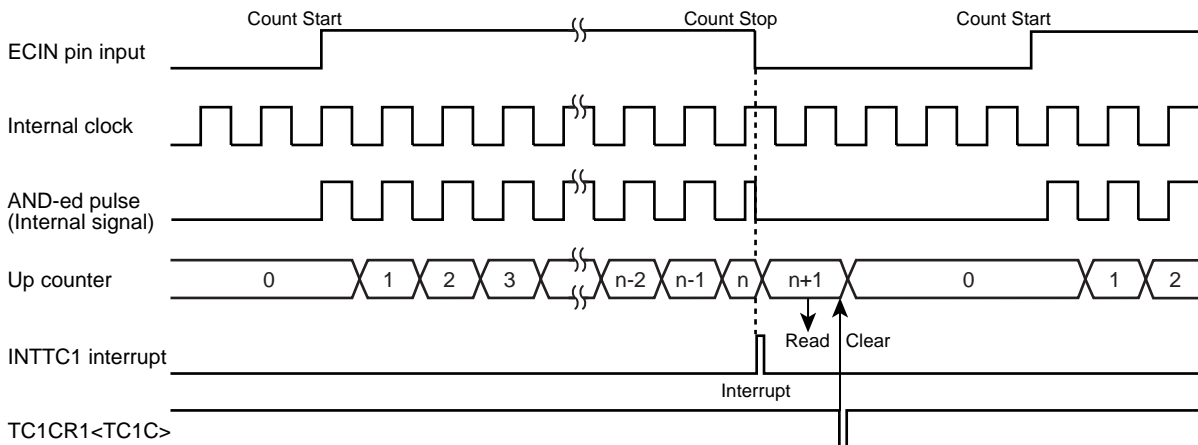 Count Start Count Stop Count Start
ECIN pin input
Internal clock
AND-ed pulse
(Internal signal)
Up counter 0 1 2 3 n-2 n-1 n n+1 0 1 2
Read Clear
INTTC1 interrupt
Interrupt
TC1CR1<TC1C>